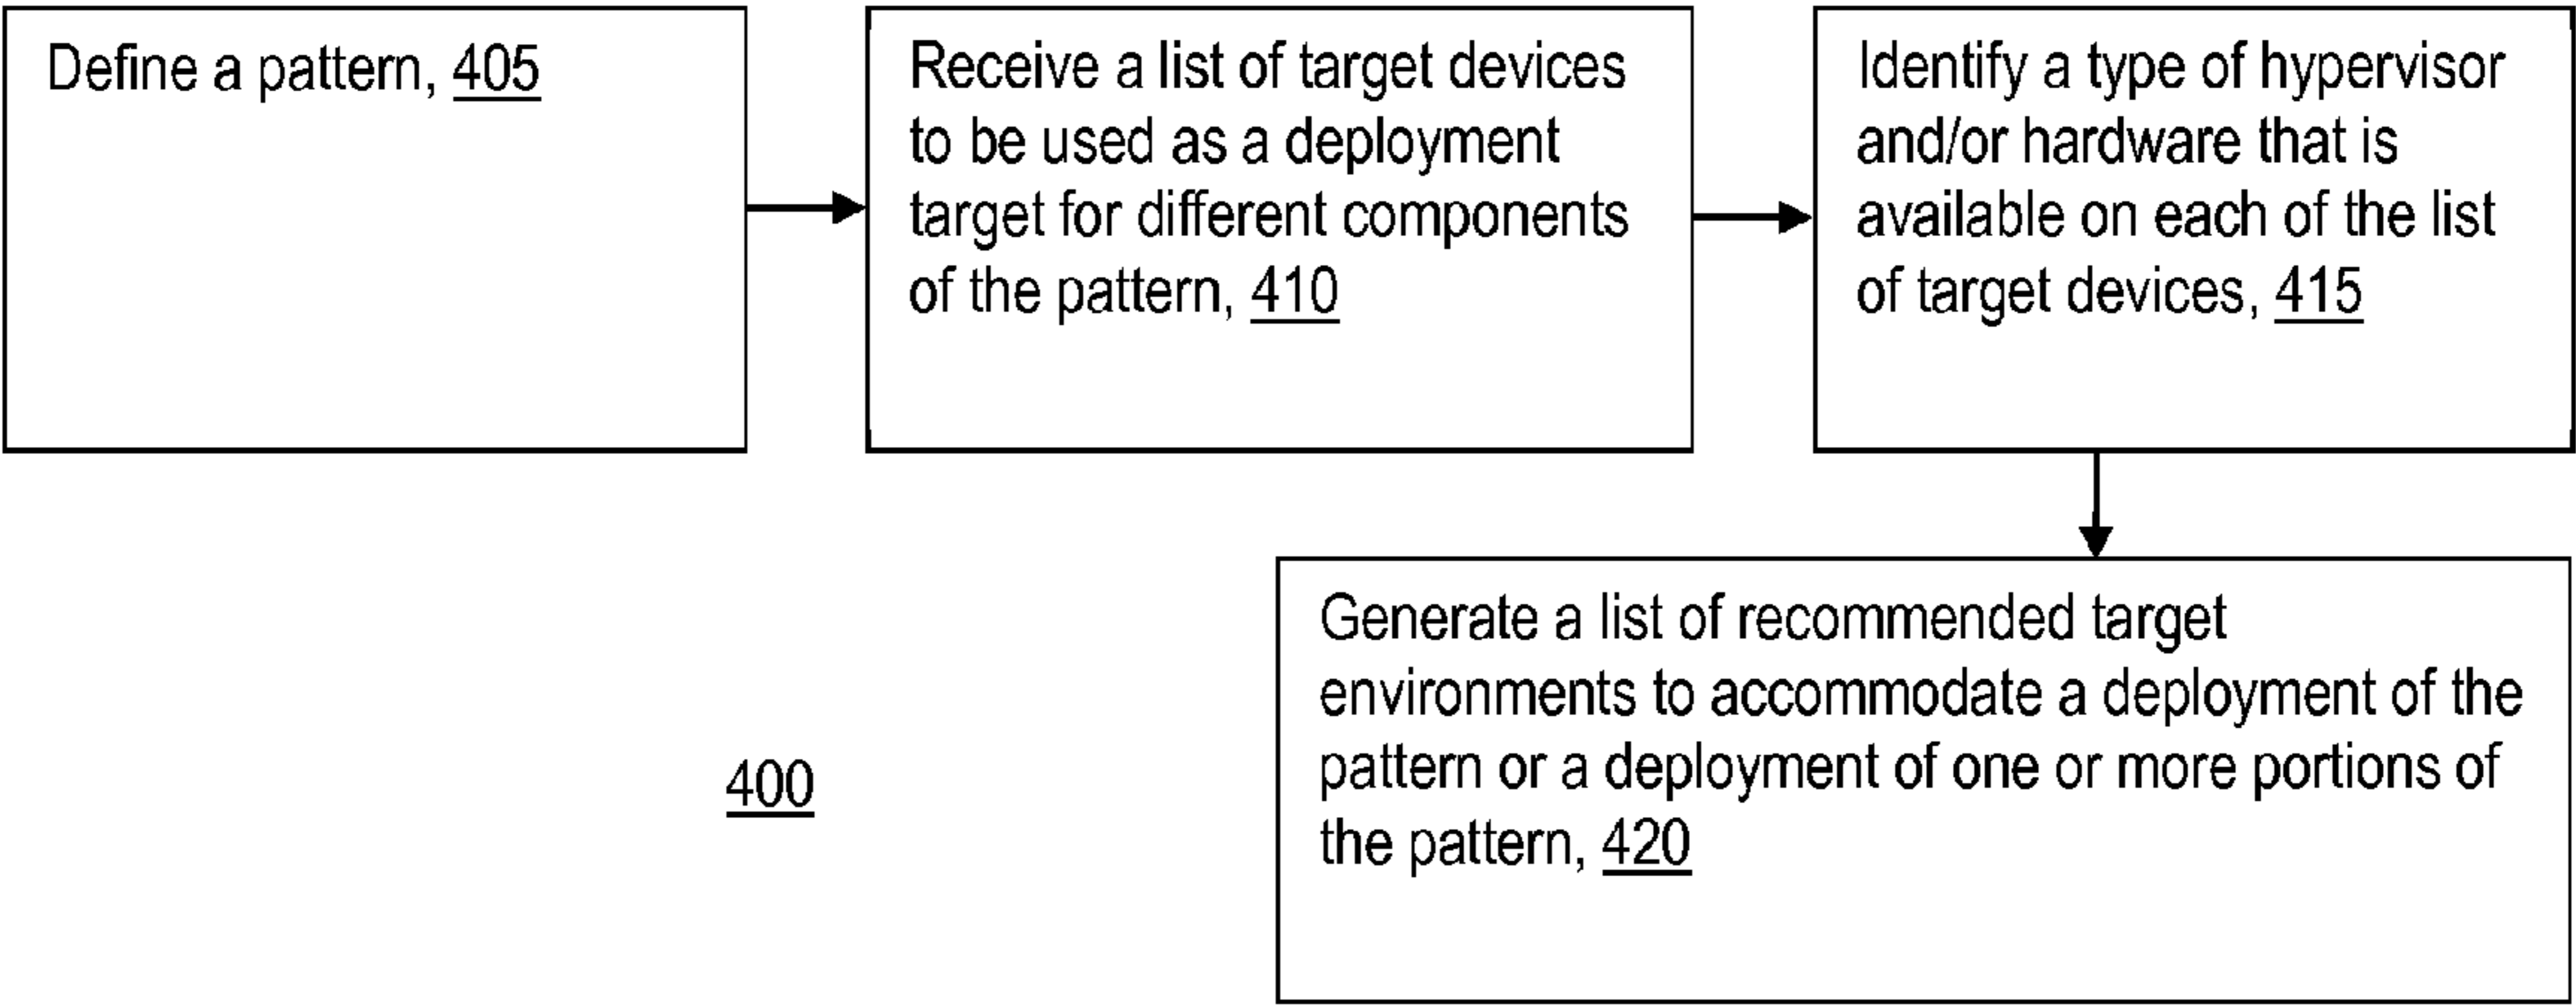 Define a pattern, 405
Receive a list of target devices
to be used as a deployment
target for different components
of the pattern, 410
Identify a type of hypervisor
and/or hardware that is
available on each of the list
of target devices, 415
Generate a list of recommended target
environments to accommodate a deployment of the
pattern or a deployment of one or more portions of
the pattern, 420
400